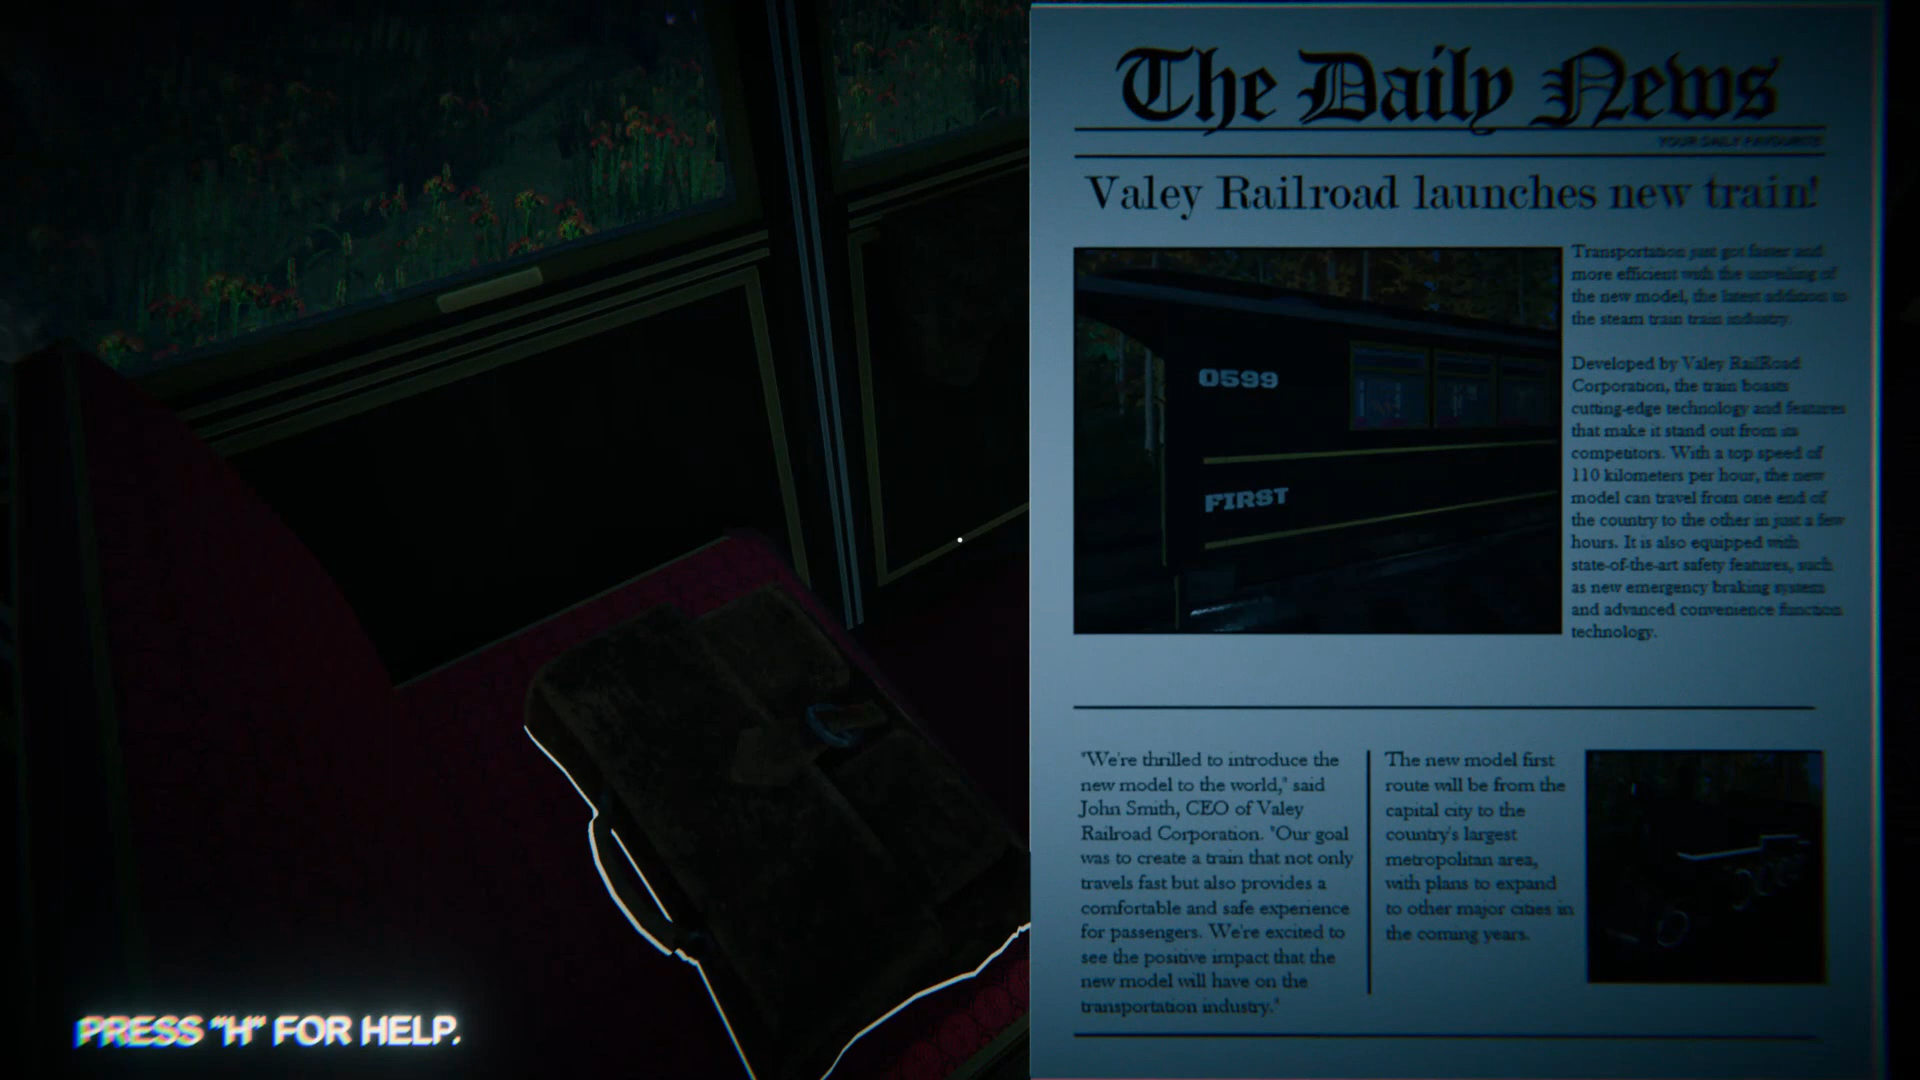 The Daily News
YOUR DAILY FAVOURITE
Valey Railroad launches new train!
Transportation just got faster and
more efficient with the unveiling of
the new model, the latest addition to
the steam train train industry.
Developed by Valey RailRoad
Corporation, the train boasts
cutting-edge technology and features
that make it stand out from its
competitors. With a top speed of
110 kilometers per hour, the new
model can travel from one end of
the country to the other in just a few
hours. It is also equipped with
state-of-the-art safety features, such
as new emergency braking system
and advanced convenience function
technology.
0599
FIRST
"We're thrilled to introduce the
new model to the world," said
John Smith, CEO of Valey
Railroad Corporation. "Our goal
was to create a train that not only
travels fast but also provides a
comfortable and safe experience
for passengers. We're excited to
see the positive impact that the
new model will have on the
transportation industry."
The new model first
route will be from the
capital city to the
country's largest
metropolitan area,
with plans to expand
to other major cities in
the coming years.
PRESS "H" FOR HELP.